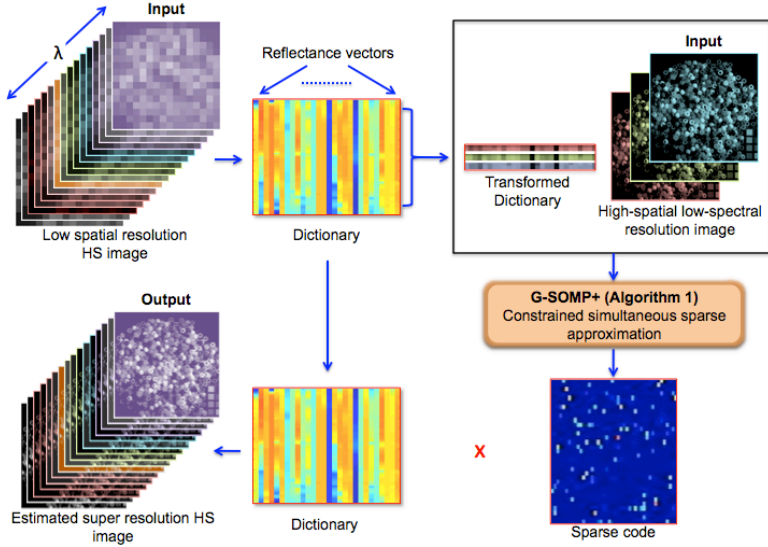 Input
λ
Low spatial resolution
HS image
Reflectance vectors
Dictionary
Input
Transformed
Dictionary
High-spatial low-spectral
resolution image
G-SOMP+ (Algorithm 1)
Constrained simultaneous sparse
approximation
Output
Estimated super resolution HS
image
Dictionary
X
Sparse code